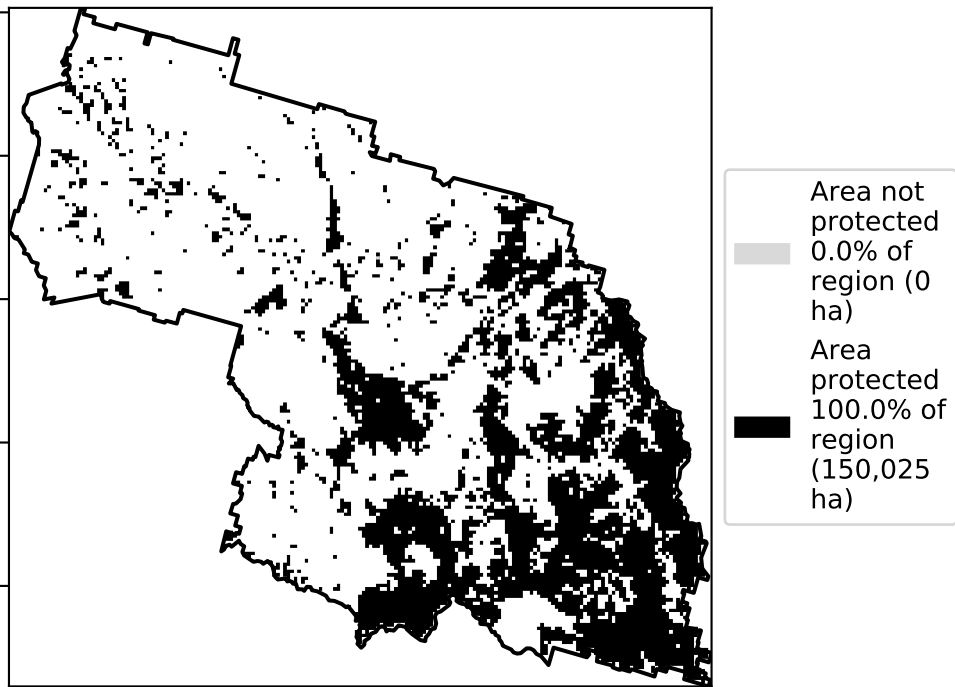 Area not
protected
0.0% of
region (0
ha)
Area
protected
100.0% of
region
(150,025
ha)